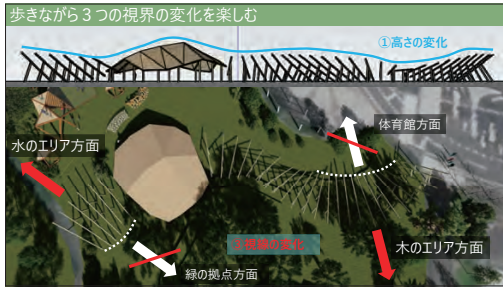 歩きながら3つの視界の変化を楽しむ
①高さの変化
体育館方面
水のエリア方面
木のエリア方面
緑の拠点方面